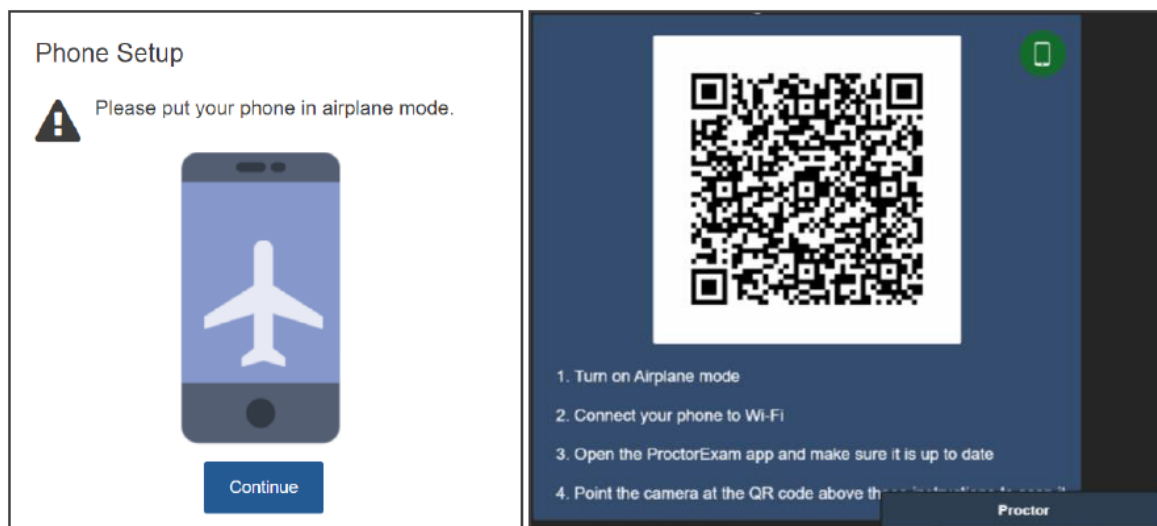 Phone Setup
Please put your phone in airplane mode.
Continue
1. Turn on Airplane mode
2. Connect your phone to Wi-Fi
3. Open the ProctorExam app and make sure it is up to date
4. Point the camera at the QR code above
Proctor